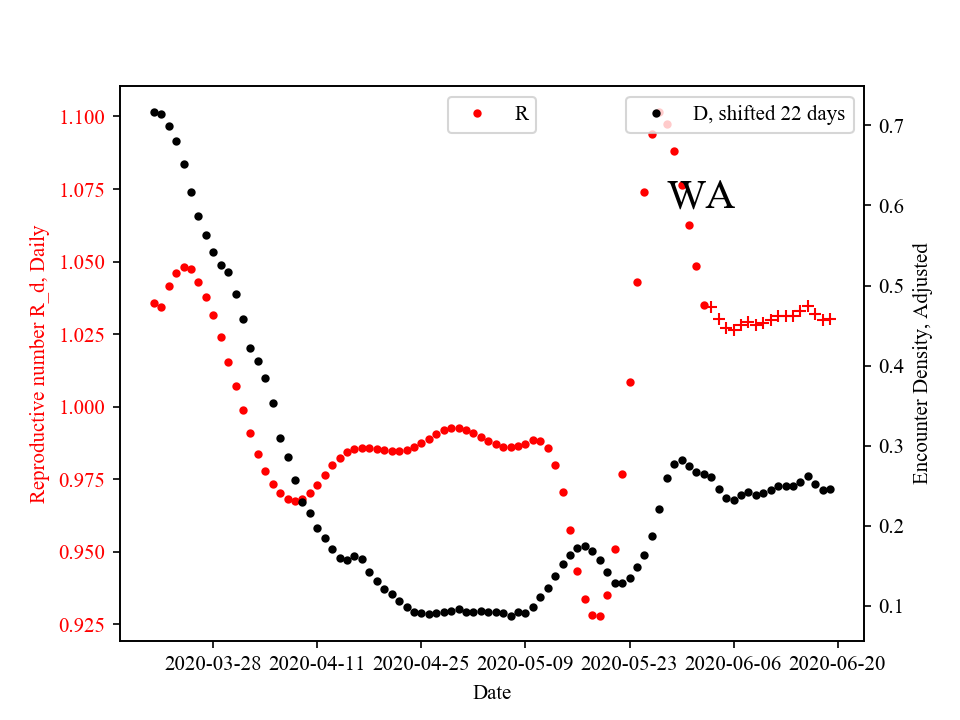 R
D, shifted 22 days
WA
Reproductive number R_d, Daily
1.100
1.075
1.050
1.025
1.000
0.975
0.950
0.925
0.7
0.6
0.5
0.4
0.3
0.2
0.1
Encounter Density, Adjusted
2020-03-28 2020-04-11 2020-04-25 2020-05-09 2020-05-23 2020-06-06 2020-06-20
Date